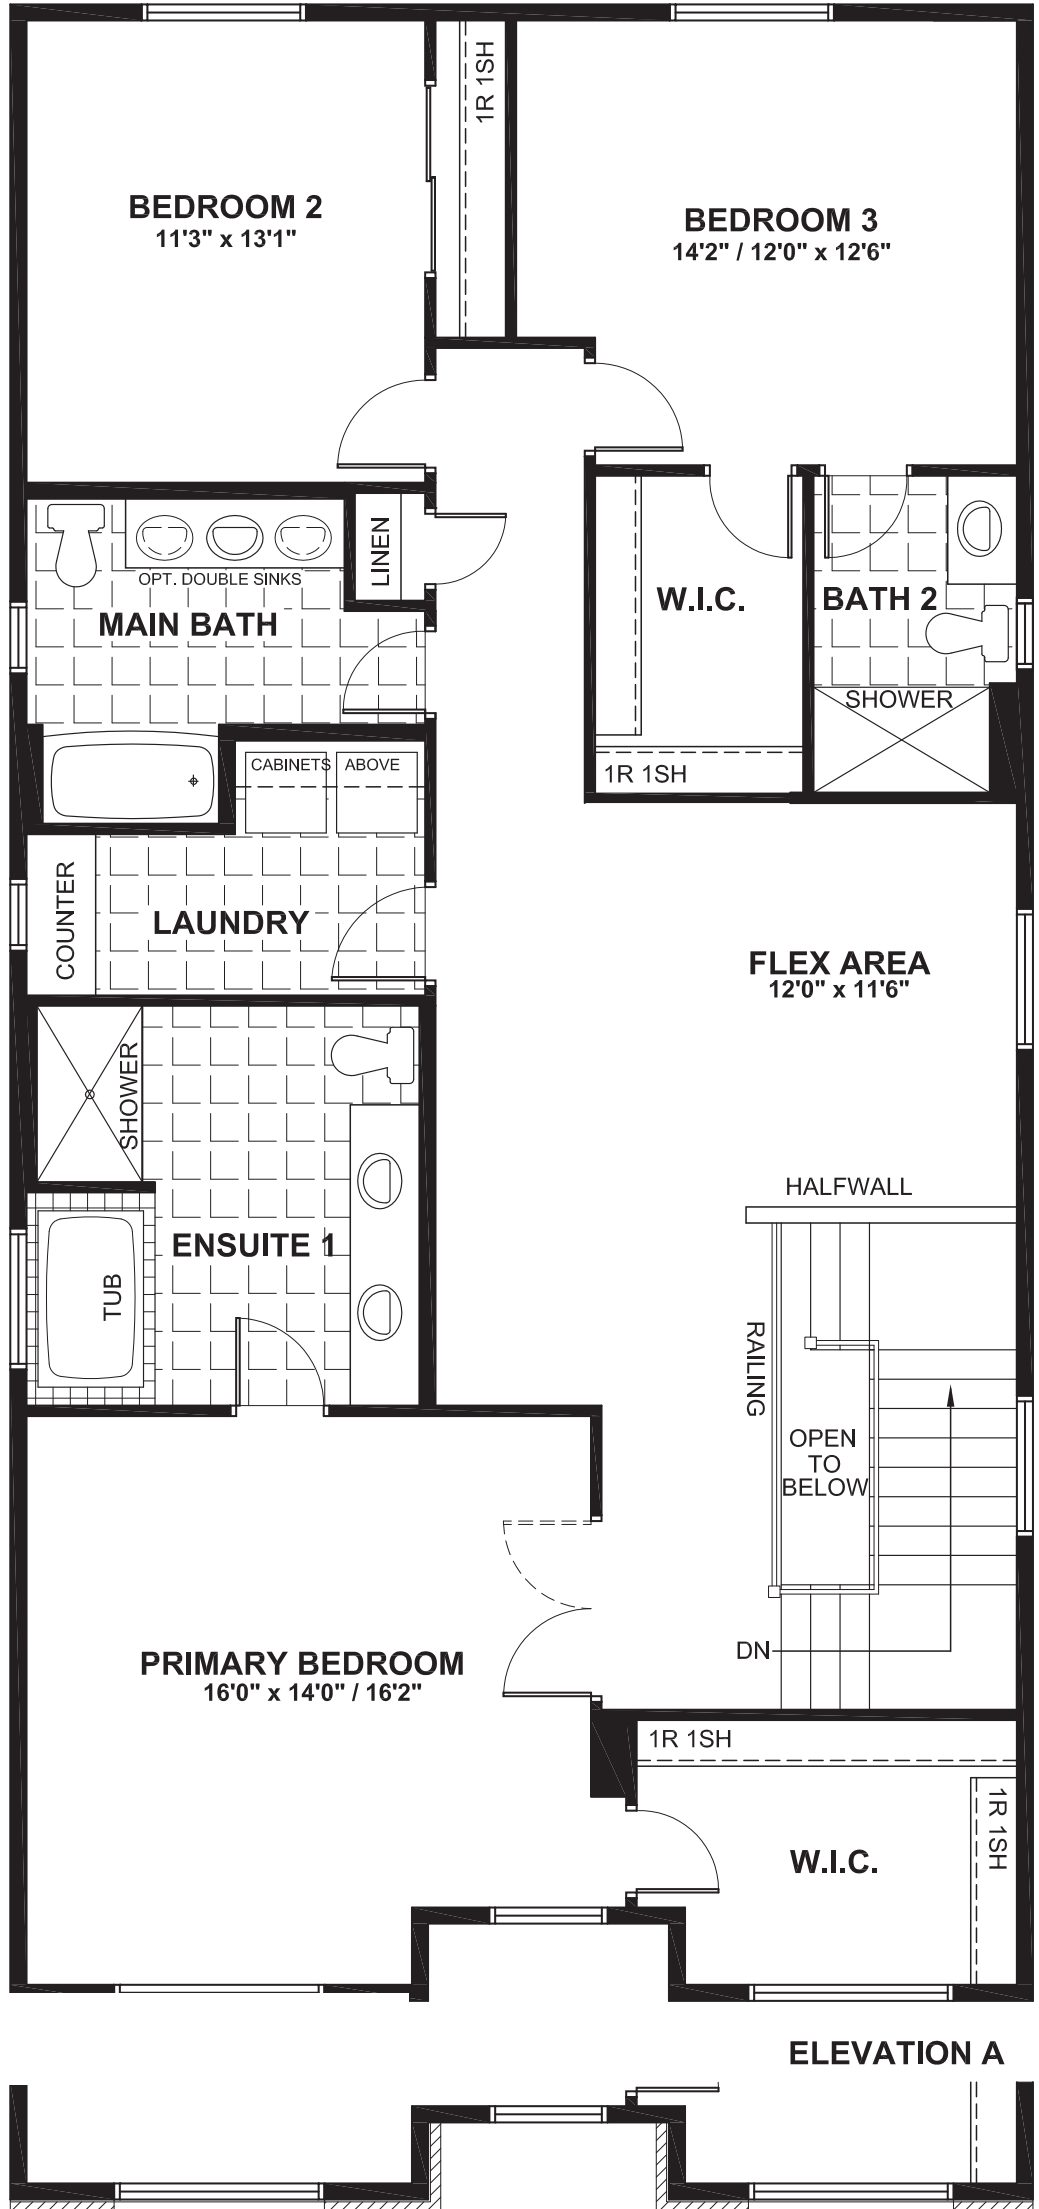 1R 1SH
BEDROOM 2
11'3" x 13'1"
BEDROOM 3
14'2" / 12'0" x 12'6"
LINEN
OPT. DOUBLE SINKS
MAIN BATH
W.I.C.
BATH 2
SHOWER
CABINETS ABOVE
1R 1SH
COUNTER
LAUNDRY
FLEX AREA
12'0" x 11'6"
SHOWER
HALFWALL
ENSUITE 1
TUB
RAILING
OPEN
TO
BELOW
DN
PRIMARY BEDROOM
16'0" x 14'0" / 16'2"
1R 1SH
1R 1SH
W.I.C.
ELEVATION A